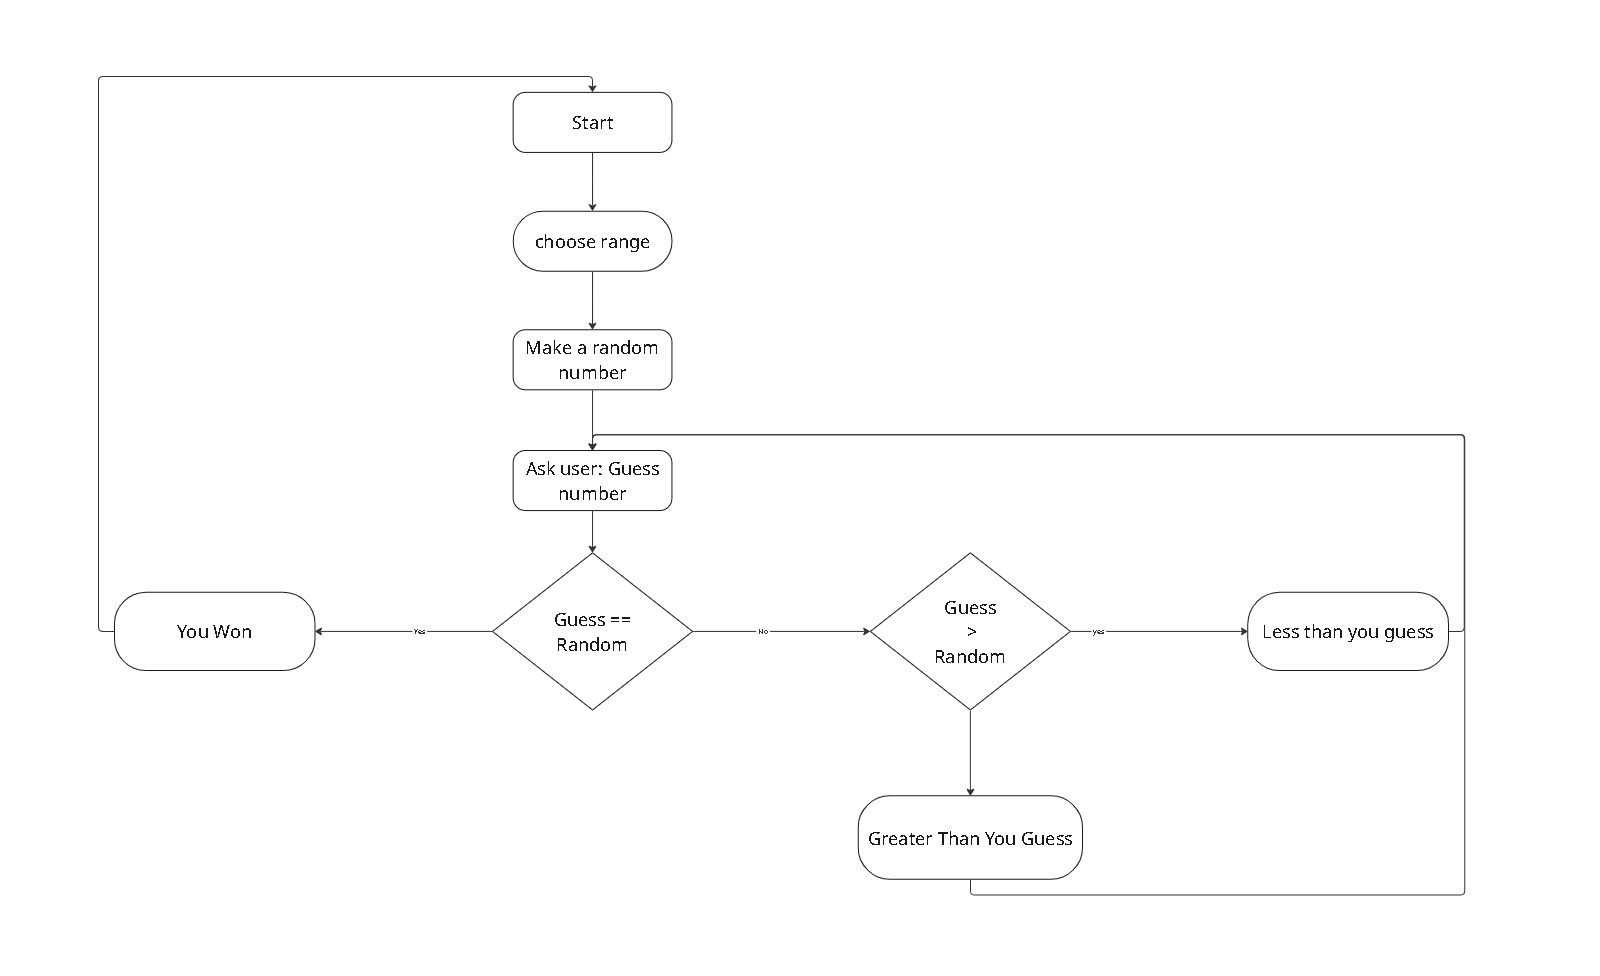 Start
choose range
Make a random
number
Ask user: Guess
number
You Won
Yes
Guess ==
Random
No
Guess
>
Random
yes
Less than you guess
Greater Than You Guess